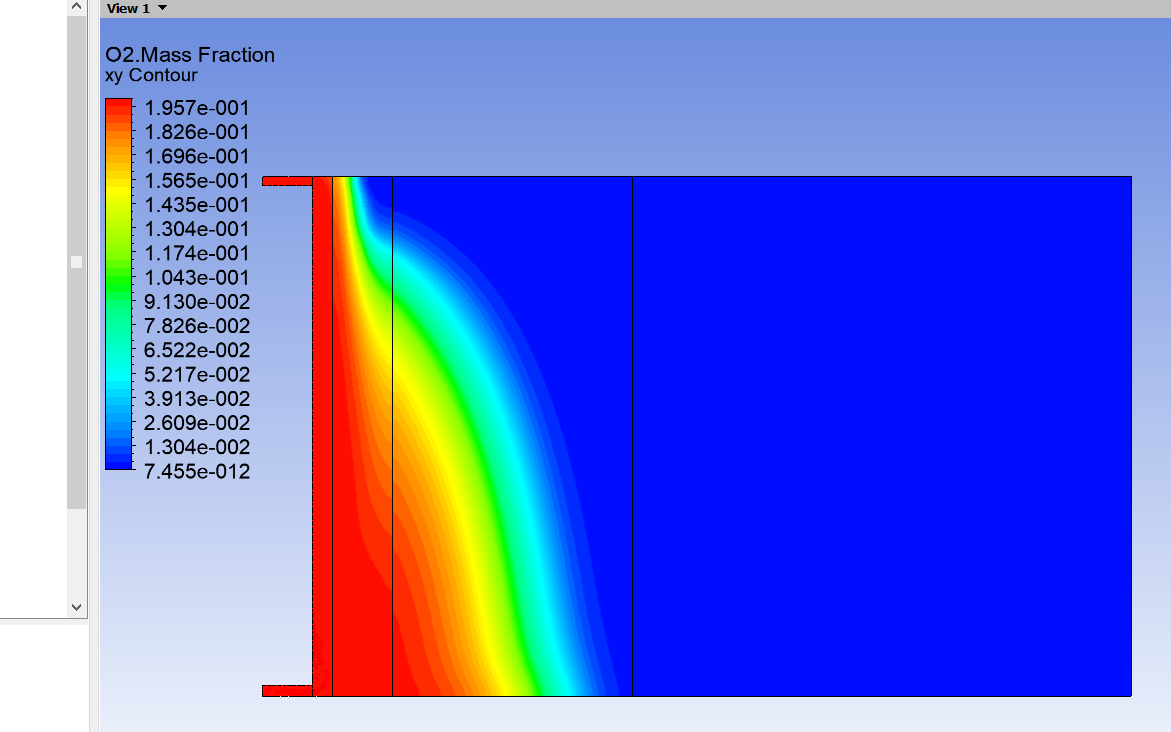 View 1
O2.Mass Fraction
xy Contour
1.957e-001
1.826e-001
1.696e-001
1.565e-001
1.435e-001
1.304e-001
1.174e-001
1.043e-001
9.130e-002
7.826e-002
6.522e-002
5.217e-002
3.913e-002
2.609e-002
1.304e-002
7.455e-012